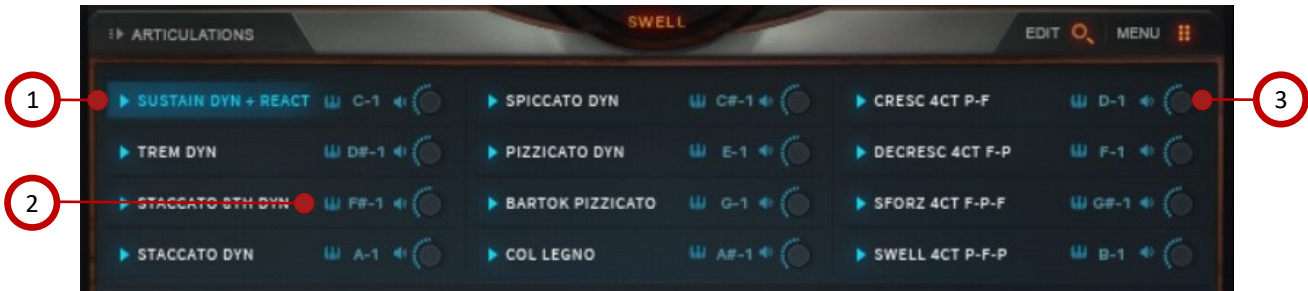 SWELL
ARTICULATIONS EDIT MENU
1 SUSTAIN DYN + REACT C-1 SPICCATO DYN C#-1 CRESC 4CT P-F D-1 3
TREM DYN D#-1 PIZZICATO DYN E-1 DECRESC 4CT F-P F-1
2 STACCATO 8TH DYN F#-1 BARTOK PIZZICATO G-1 SFORZ 4CT F-P-F G#-1
STACCATO DYN A-1 COL LEGNO A#-1 SWELL 4CT P-F-P B-1